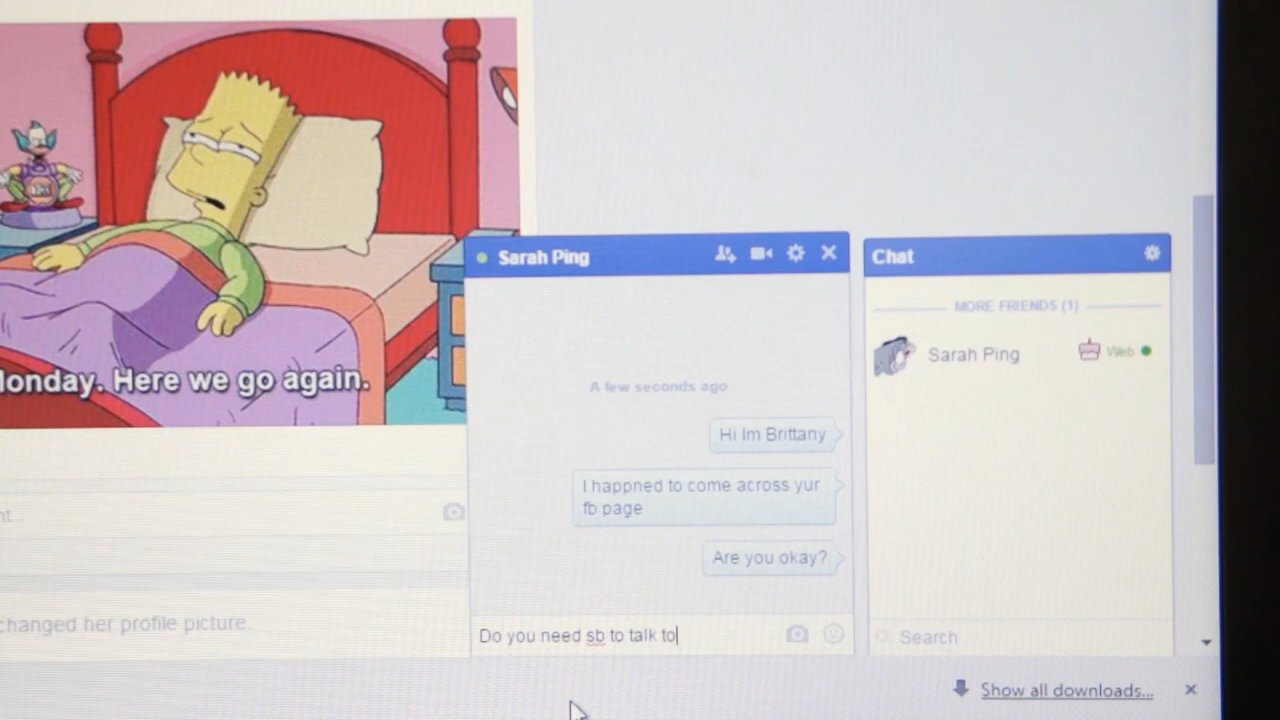 Monday. Here we go again.
nt...
changed her profile picture.
Sarah Ping
A few seconds ago
Hi Im Brittany
I happned to come across yur
fb page
Are you okay?
Do you need sb to talk to
Chat
MORE FRIENDS (1)
Sarah Ping
Web
Search
Show all downloads...